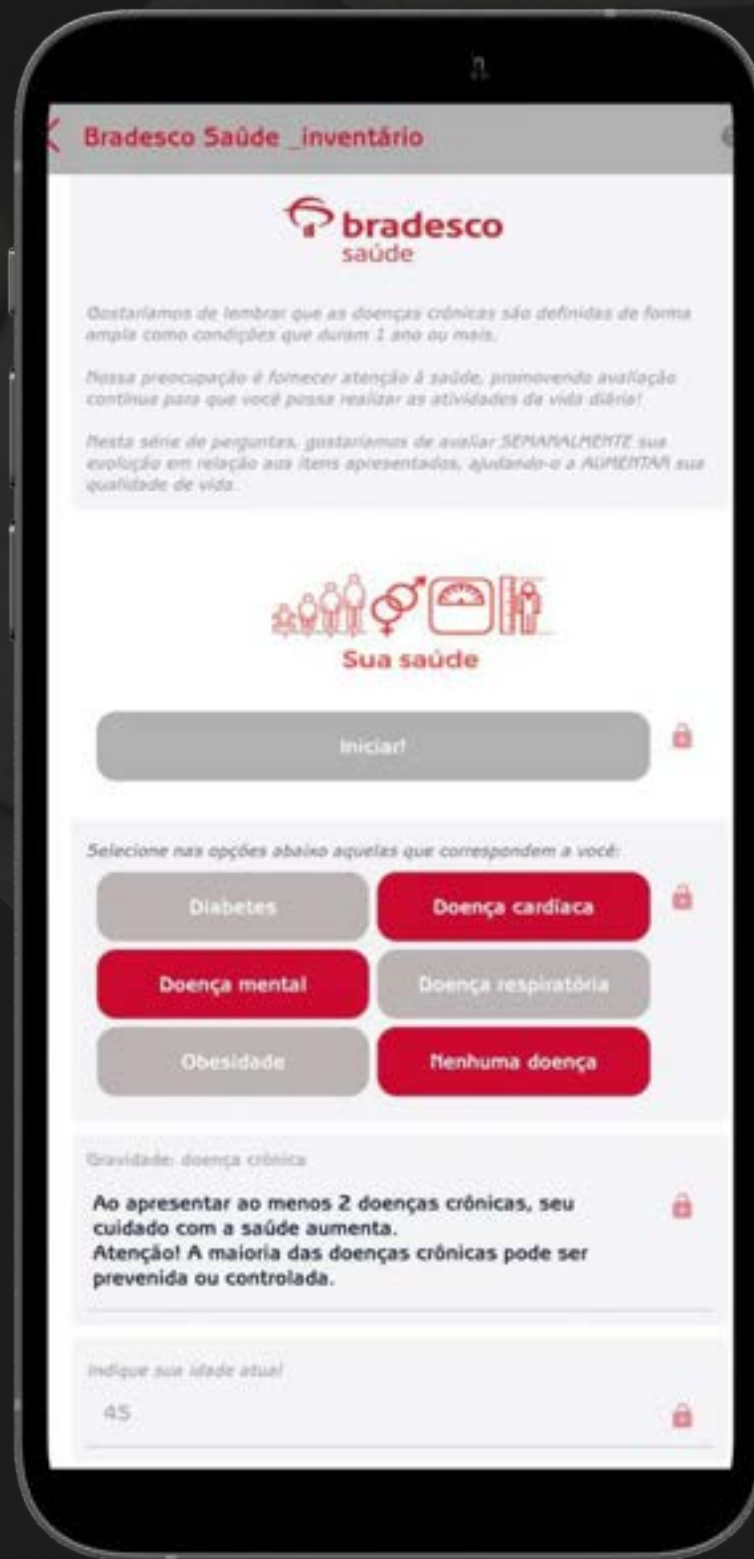 Bradesco Saúde _inventário
bradesco
saúde
Gostaríamos de lembrar que as doenças crônicas são definidas de forma
ampla como condições que duram 1 ano ou mais.
Nossa preocupação é fornecer atenção à saúde, promovendo avaliação
contínua para que você possa realizar as atividades da vida diária!
Nesta série de perguntas, gostaríamos de avaliar SEMANALMENTE sua
evolução em relação aos itens apresentados, ajudando-o a AUMENTAR sua
qualidade de vida.
Sua saúde
Iniciar!
Selecione nas opções abaixo aquelas que correspondem a você:
Diabetes
Doença cardíaca
Doença mental
Doença respiratória
Obesidade
Nenhuma doença
Gravidade: doença crônica
Ao apresentar ao menos 2 doenças crônicas, seu
cuidado com a saúde aumenta.
Atenção! A maioria das doenças crônicas pode ser
prevenida ou controlada.
Indique sua idade atual
45